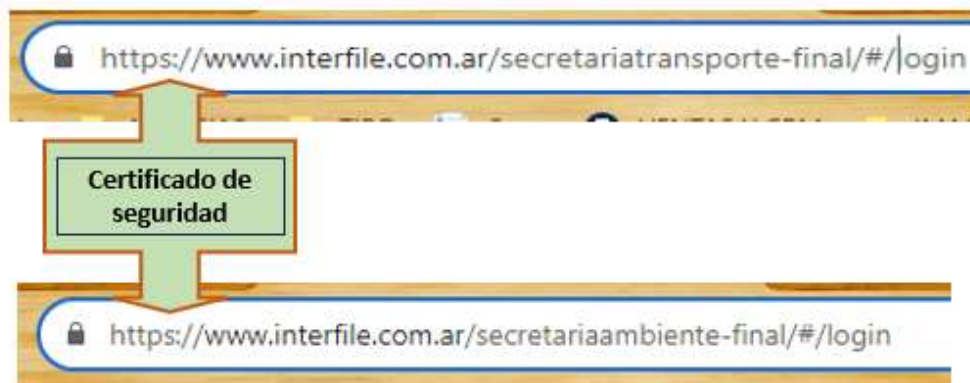 https://www.interfile.com.ar/secretariatransporte-final/#/login
Certificado de
seguridad
https://www.interfile.com.ar/secretariaambiente-final/#/login